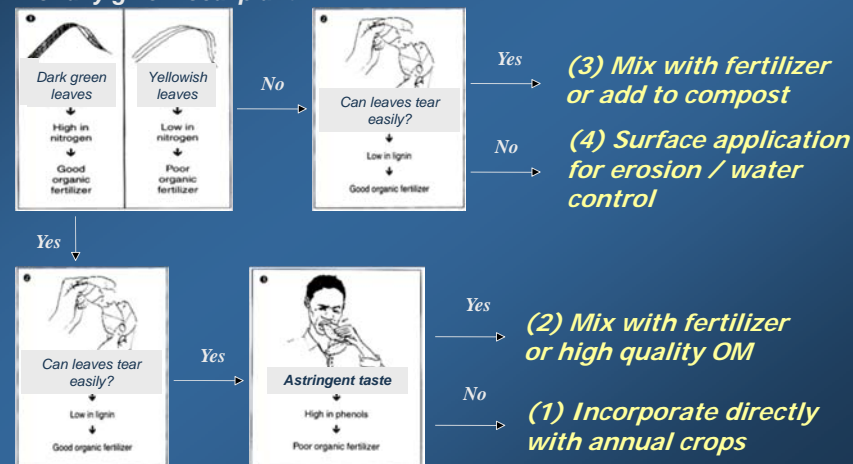 Dark green
leaves
High in
nitrogen
Good
organic
fertilizer
Yellowish
leaves
Low in
nitrogen
Poor
organic
fertilizer
No
Can leaves tear
easily?
Low in lignin
Good organic fertilizer
Yes
(3) Mix with fertilizer
or add to compost
No
(4) Surface application
for erosion / water
control
Yes
Can leaves tear
easily?
Low in lignin
Good organic fertilizer
Yes
Astringent taste
High in phenols
Poor organic fertilizer
Yes
(2) Mix with fertilizer
or high quality OM
No
(1) Incorporate directly
with annual crops